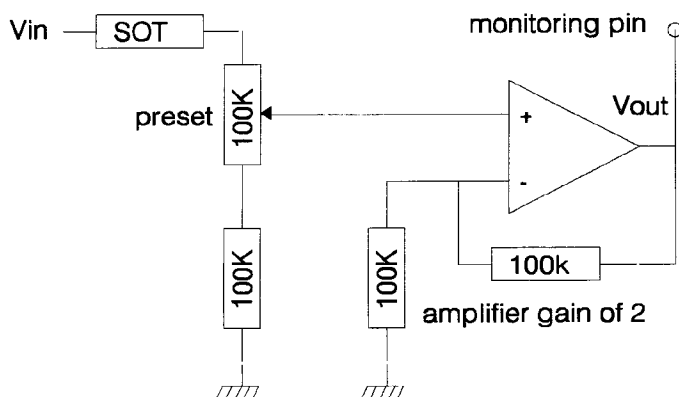 Vin
SOT
monitoring pin
preset
100K
+
Vout
-
100K
100K
100k
amplifier gain of 2